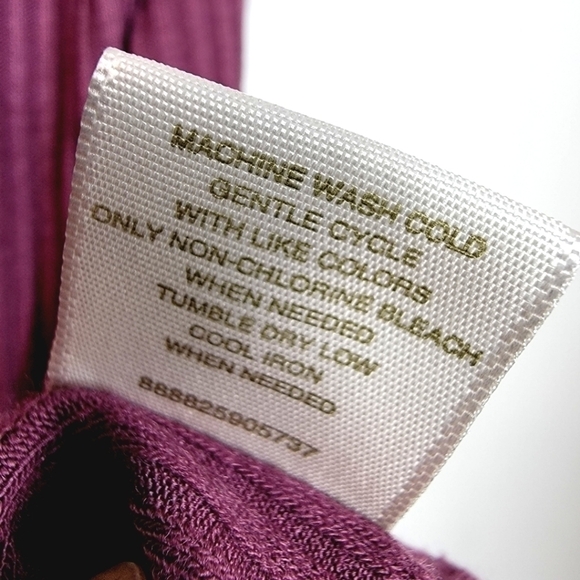 MACHINE WASH COLD
GENTLE CYCLE
WITH LIKE COLORS
ONLY NON-CHLORINE BLEACH
WHEN NEEDED
TUMBLE DRY LOW
COOL IRON
WHEN NEEDED
888825905737